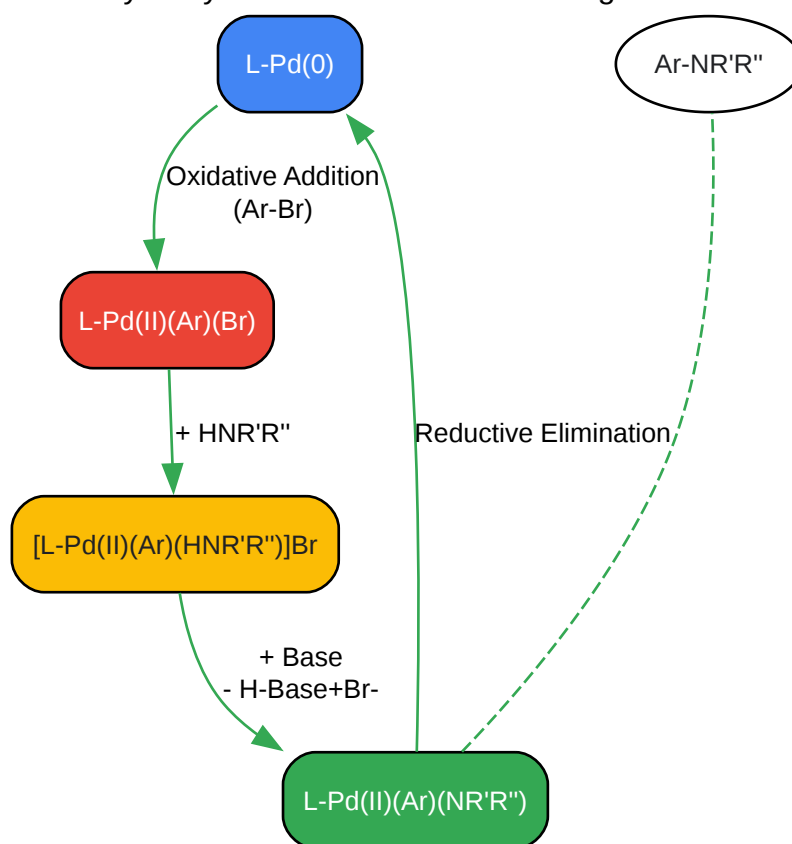 L-Pd(0)
Ar-NR'R"
Oxidative Addition
(Ar-Br)
L-Pd(II)(Ar)(Br)
+ HNR'R"
Reductive Elimination
[L-Pd(II)(Ar)(HNR'R")]Br
+ Base
- H-Base+Br-
L-Pd(II)(Ar)(NR'R")